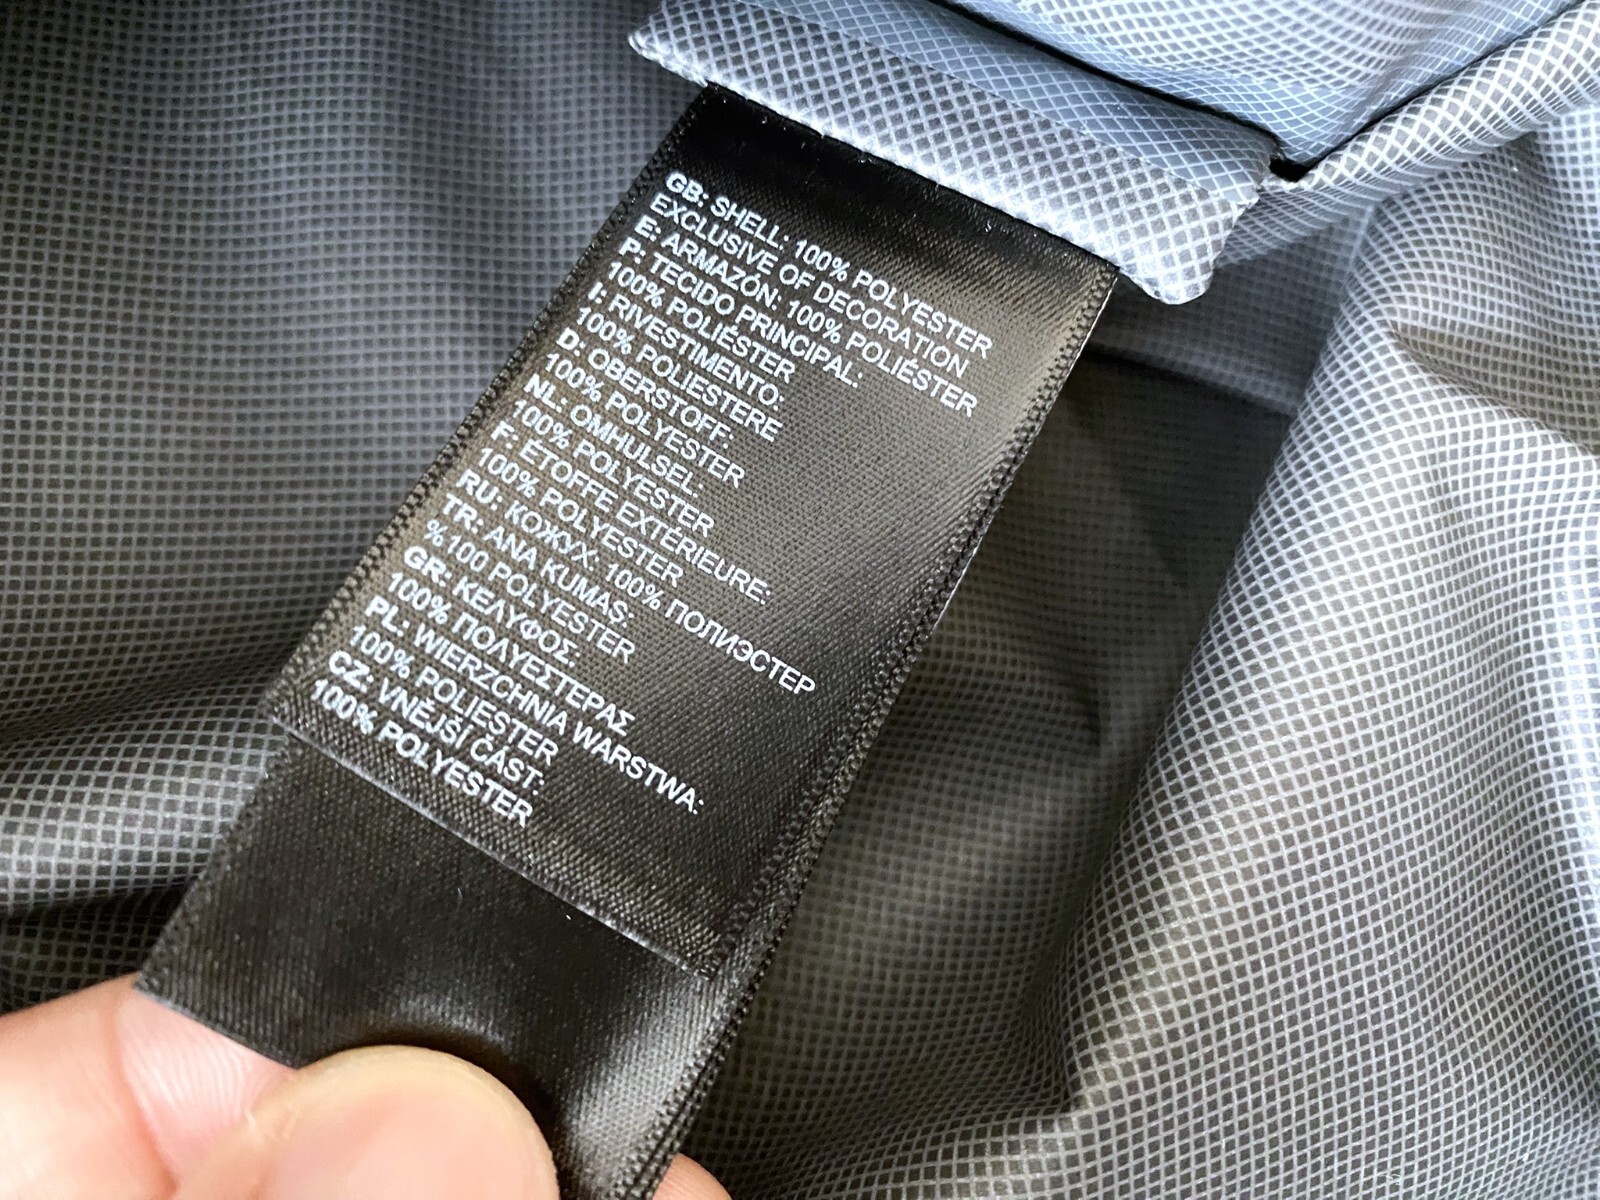 GB: SHELL: 100% POLYESTER
EXCLUSIVE OF DECORATION
E: ARMAZÓN: 100% POLIÉSTER
P: TECIDO PRINCIPAL:
100% POLIÉSTER
I: RIVESTIMENTO:
100% POLIESTERE
D: OBERSTOFF:
100% POLYESTER
NL: OMHULSEL.
100% POLYESTER
F: ÉTOFFE EXTÉRIEURE:
100% POLYESTER
RU: КОЖУХ: 100% ПОЛИЭСТЕР
TR: ANA KUMAS:
%100 POLYESTER
GR: ΚΕΛΥΦΟΣ.
100% ΠΟΛΥΕΣΤΕΡΑΣ
PL: WIERZCHNIA WARSTWA:
100% POLIESTER
CZ: VNĚJŠÍ ČÁST:
100% POLYESTER